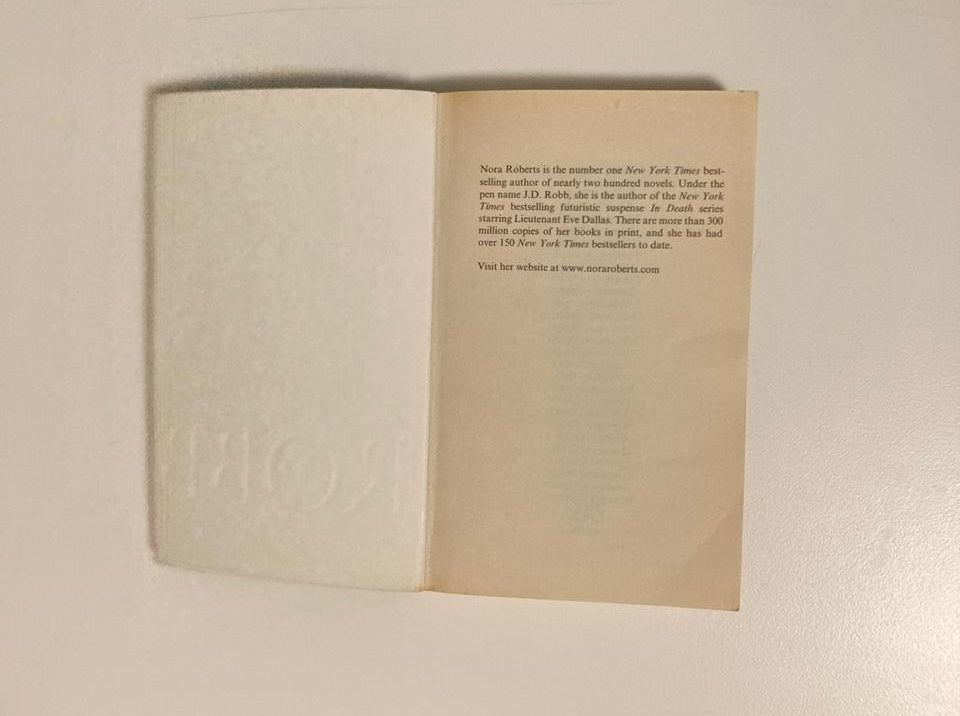 Nora Roberts is the number one New York Times best-
selling author of nearly two hundred novels. Under the
pen name J.D. Robb, she is the author of the New York
Times bestselling futuristic suspense In Death series
starring Lieutenant Eve Dallas. There are more than 300
million copies of her books in print, and she has had
over 150 New York Times bestsellers to date.
Visit her website at www.noraroberts.com